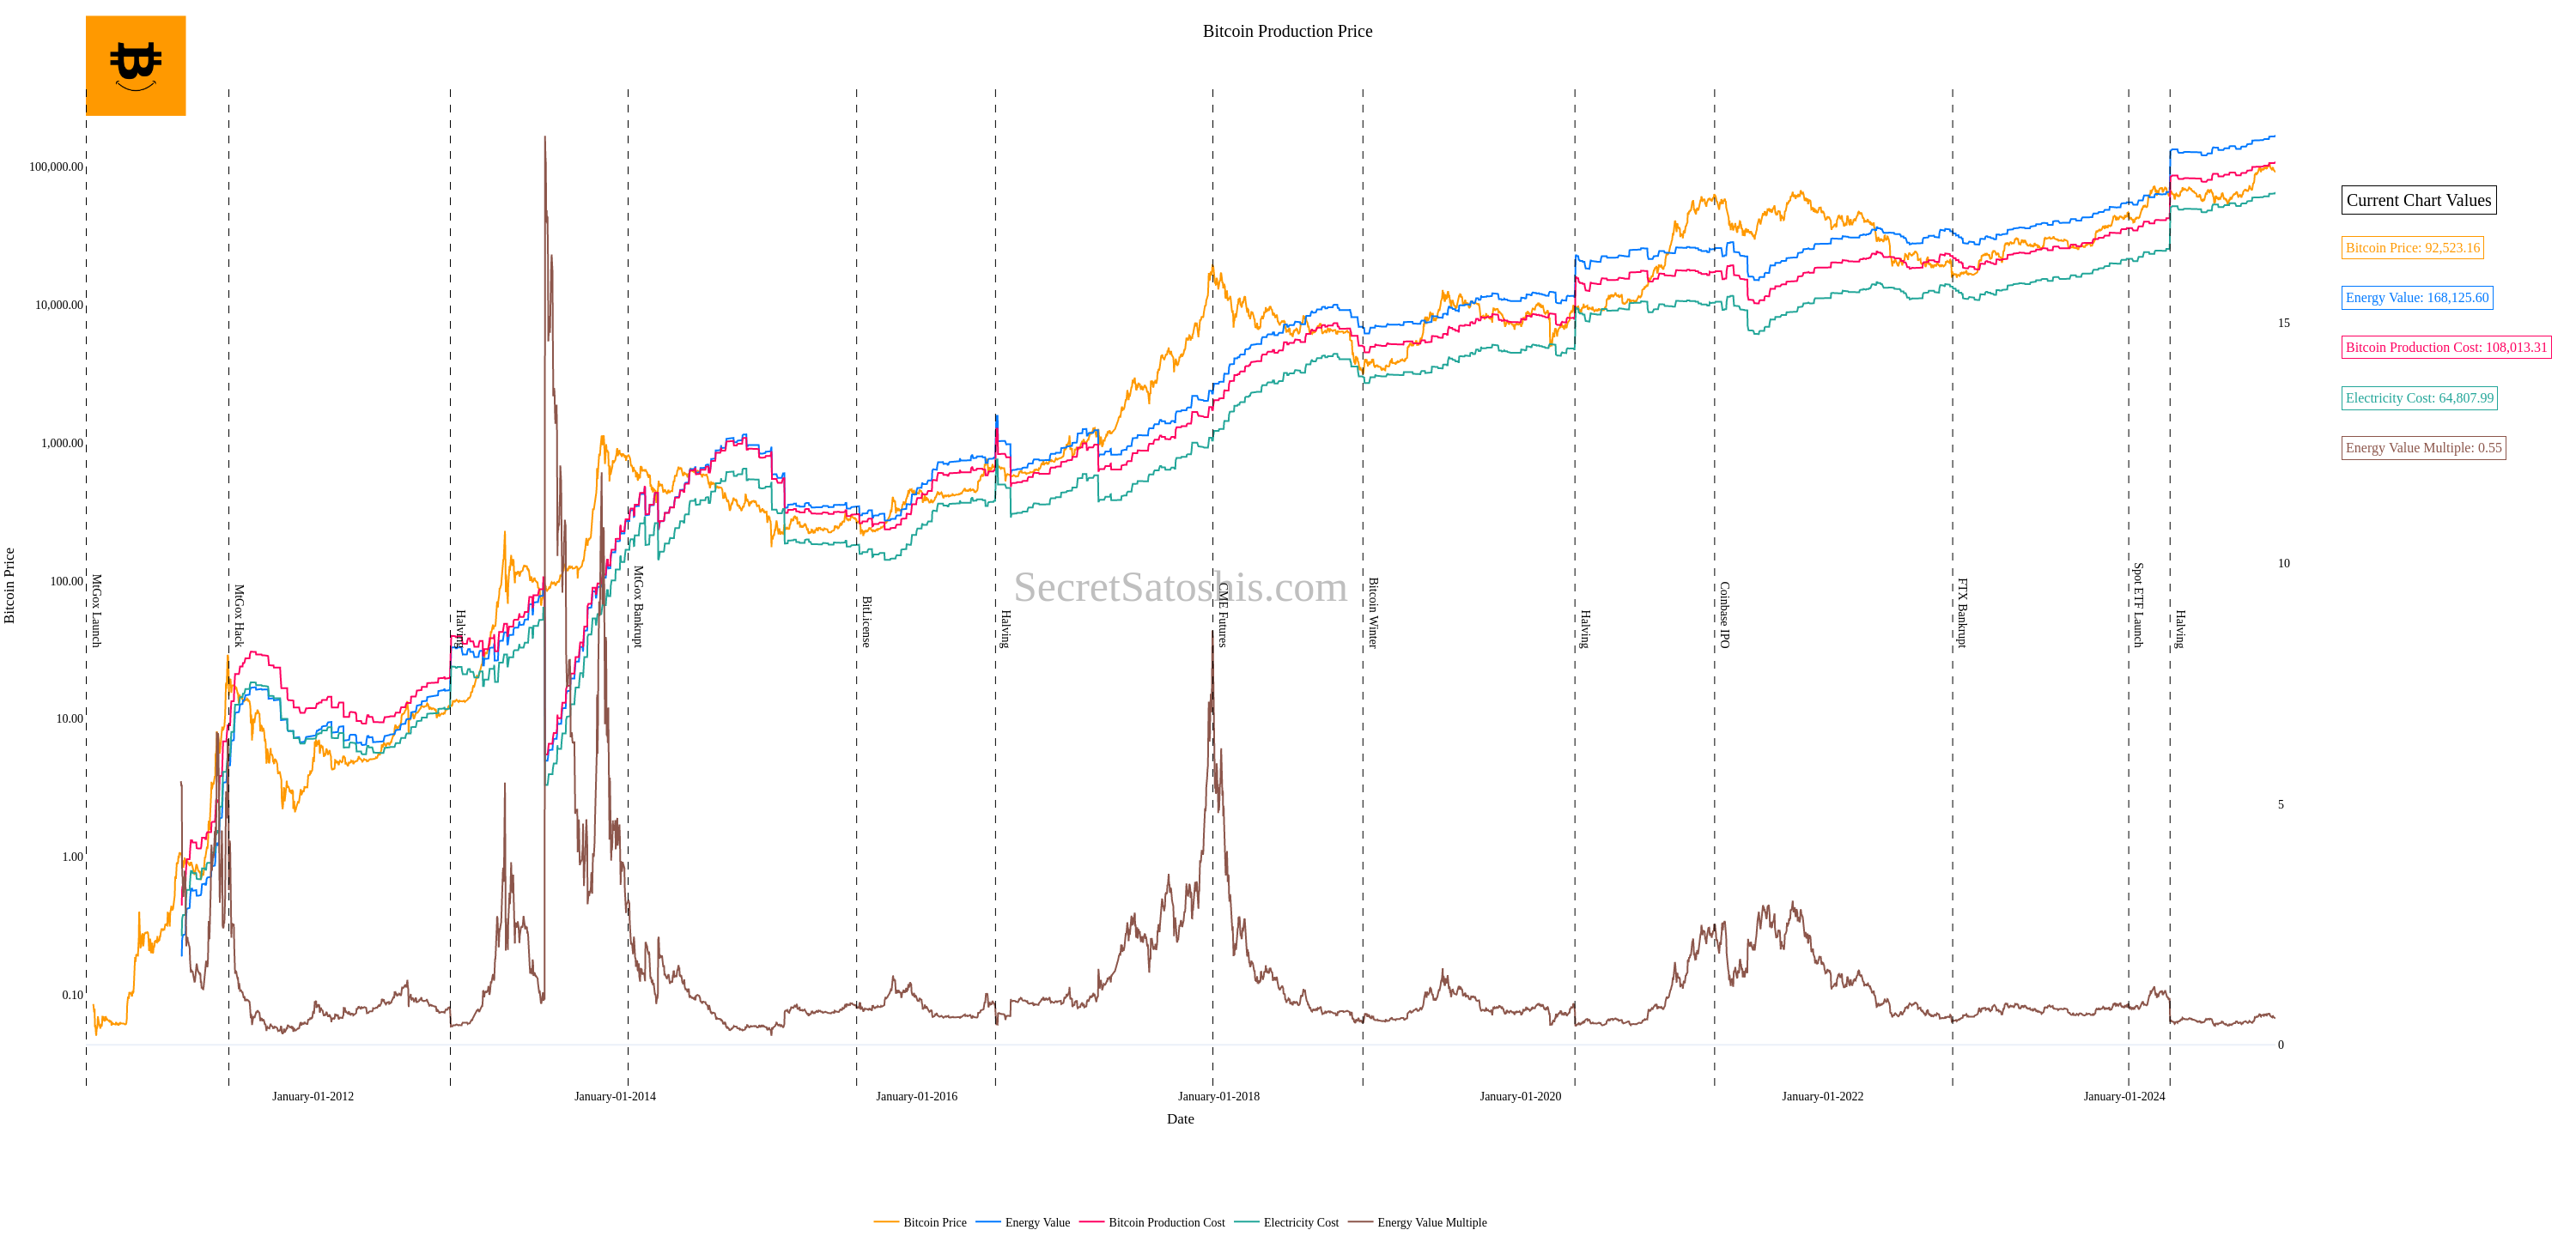 Bitcoin Production Price
Bitcoin Price
100,000.00
10,000.00
1,000.00
100.00
10.00
1.00
0.10
15
10
5
0
MtGox Launch
MtGox Hack
Halving
MtGox Bankrupt
BitLicense
Halving
CME Futures
Bitcoin Winter
Halving
Coinbase IPO
FTX Bankrupt
Spot ETF Launch
Halving
SecretSatoshis.com
Current Chart Values
Bitcoin Price: 92,523.16
Energy Value: 168,125.60
Bitcoin Production Cost: 108,013.31
Electricity Cost: 64,807.99
Energy Value Multiple: 0.55
January-01-2012
January-01-2014
January-01-2016
January-01-2018
January-01-2020
January-01-2022
January-01-2024
Date
Bitcoin Price
Energy Value
Bitcoin Production Cost
Electricity Cost
Energy Value Multiple